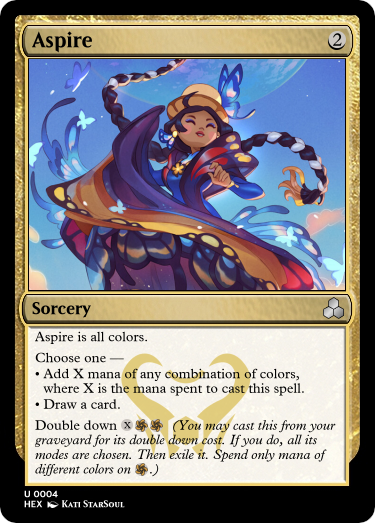 Aspire 2
Sorcery
Aspire is all colors.
Choose one —
• Add X mana of any combination of colors,
where X is the mana spent to cast this spell.
• Draw a card.
Double down X (You may cast this from your
graveyard for its double down cost. If you do, all its
modes are chosen. Then exile it. Spend only mana of
different colors on .)
U 0004
HEX Kati StarSoul